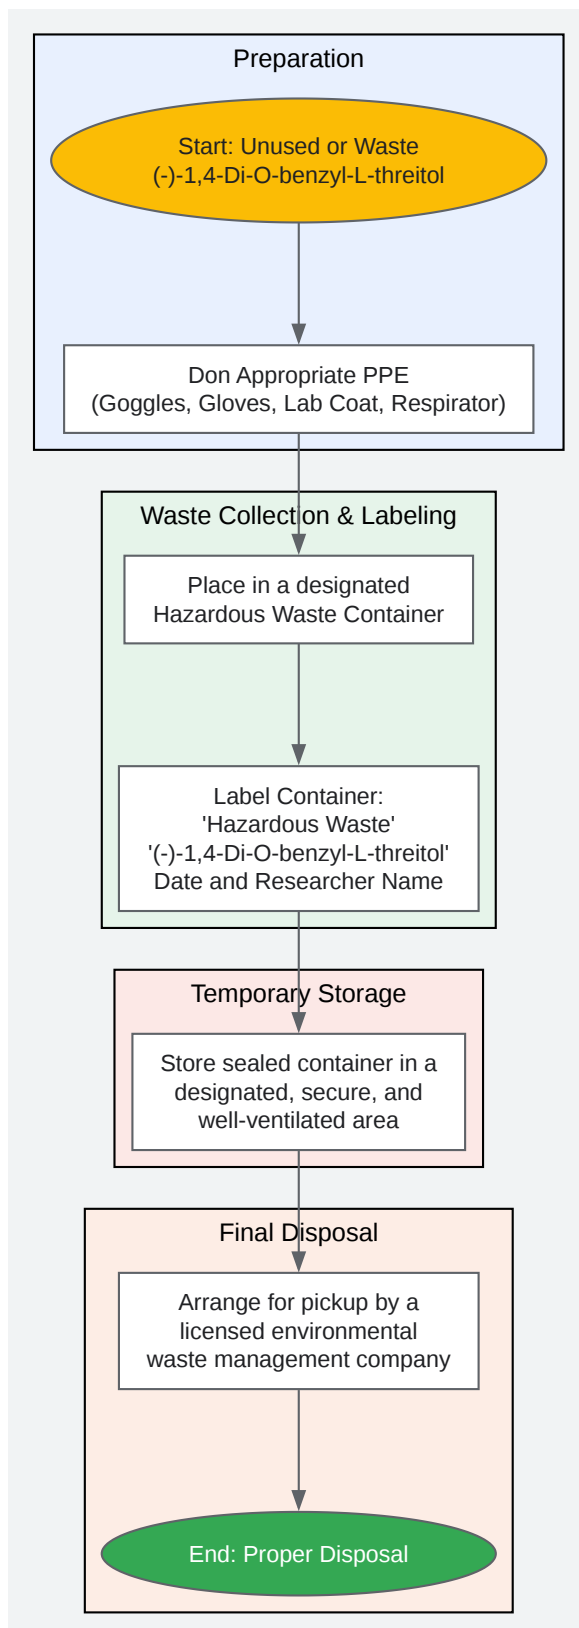 Preparation
Start: Unused or Waste
(-)-1,4-Di-O-benzyl-L-threitol
Don Appropriate PPE
(Goggles, Gloves, Lab Coat, Respirator)
Waste Collection & Labeling
Place in a designated
Hazardous Waste Container
Label Container:
'Hazardous Waste'
'(-)-1,4-Di-O-benzyl-L-threitol'
Date and Researcher Name
Temporary Storage
Store sealed container in a
designated, secure, and
well-ventilated area
Final Disposal
Arrange for pickup by a
licensed environmental
waste management company
End: Proper Disposal